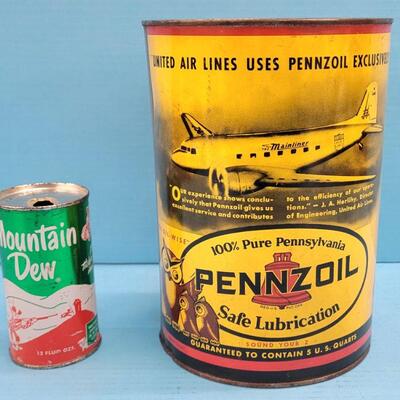 UNITED AIR LINES USES PENNZOIL EXCLUSIVELY
The Mainliner
"Our experience shows conclu-
sively that Pennzoil gives us
excellent service and contributes
to the efficiency of our opera-
tions." — J. A. Herlihy, Director
of Engineering, United Air Lines
-WISE"
100% Pure Pennsylvania
PENNZOIL
Safe Lubrication
SOUND YOUR Z
GUARANTEED TO CONTAIN 5 U. S. QUARTS
Mountain
Dew
12 FLUID OZS.